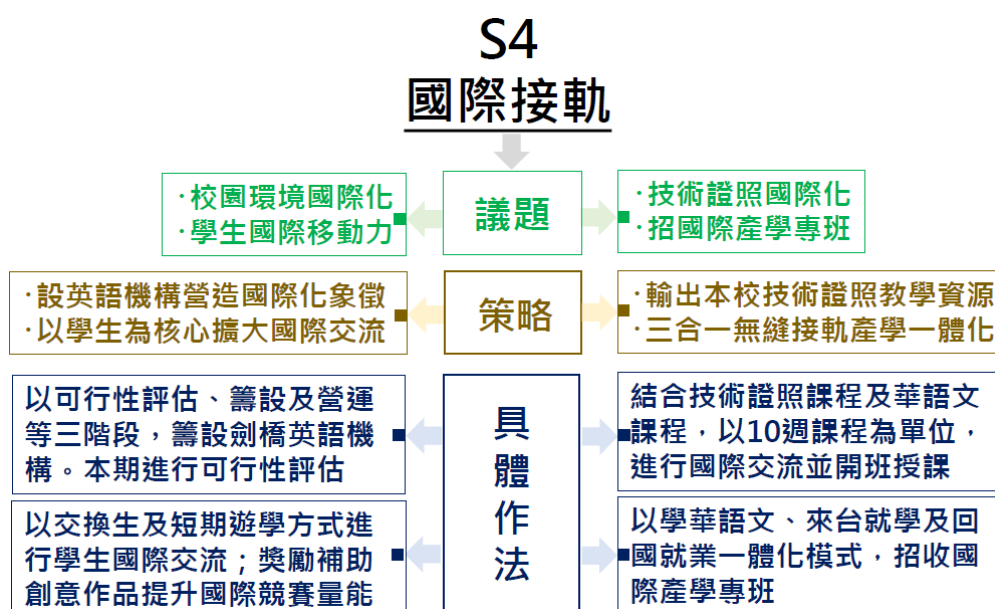 S4
國際接軌
·校園環境國際化
·學生國際移動力
議題
·技術證照國際化
·招國際產學專班
·設英語機構營造國際化象徵
·以學生為核心擴大國際交流
策略
·輸出本校技術證照教學資源
·三合一無縫接軌產學一體化
以可行性評估、籌設及營運
等三階段，籌設劍橋英語機
構。本期進行可行性評估
具體作法
結合技術證照課程及華語文
課程，以10週課程為單位，
進行國際交流並開班授課
以交換生及短期遊學方式進
行學生國際交流；獎勵補助
創意作品提升國際競賽量能
以學華語文、來台就學及回
國就業一體化模式，招收國
際產學專班